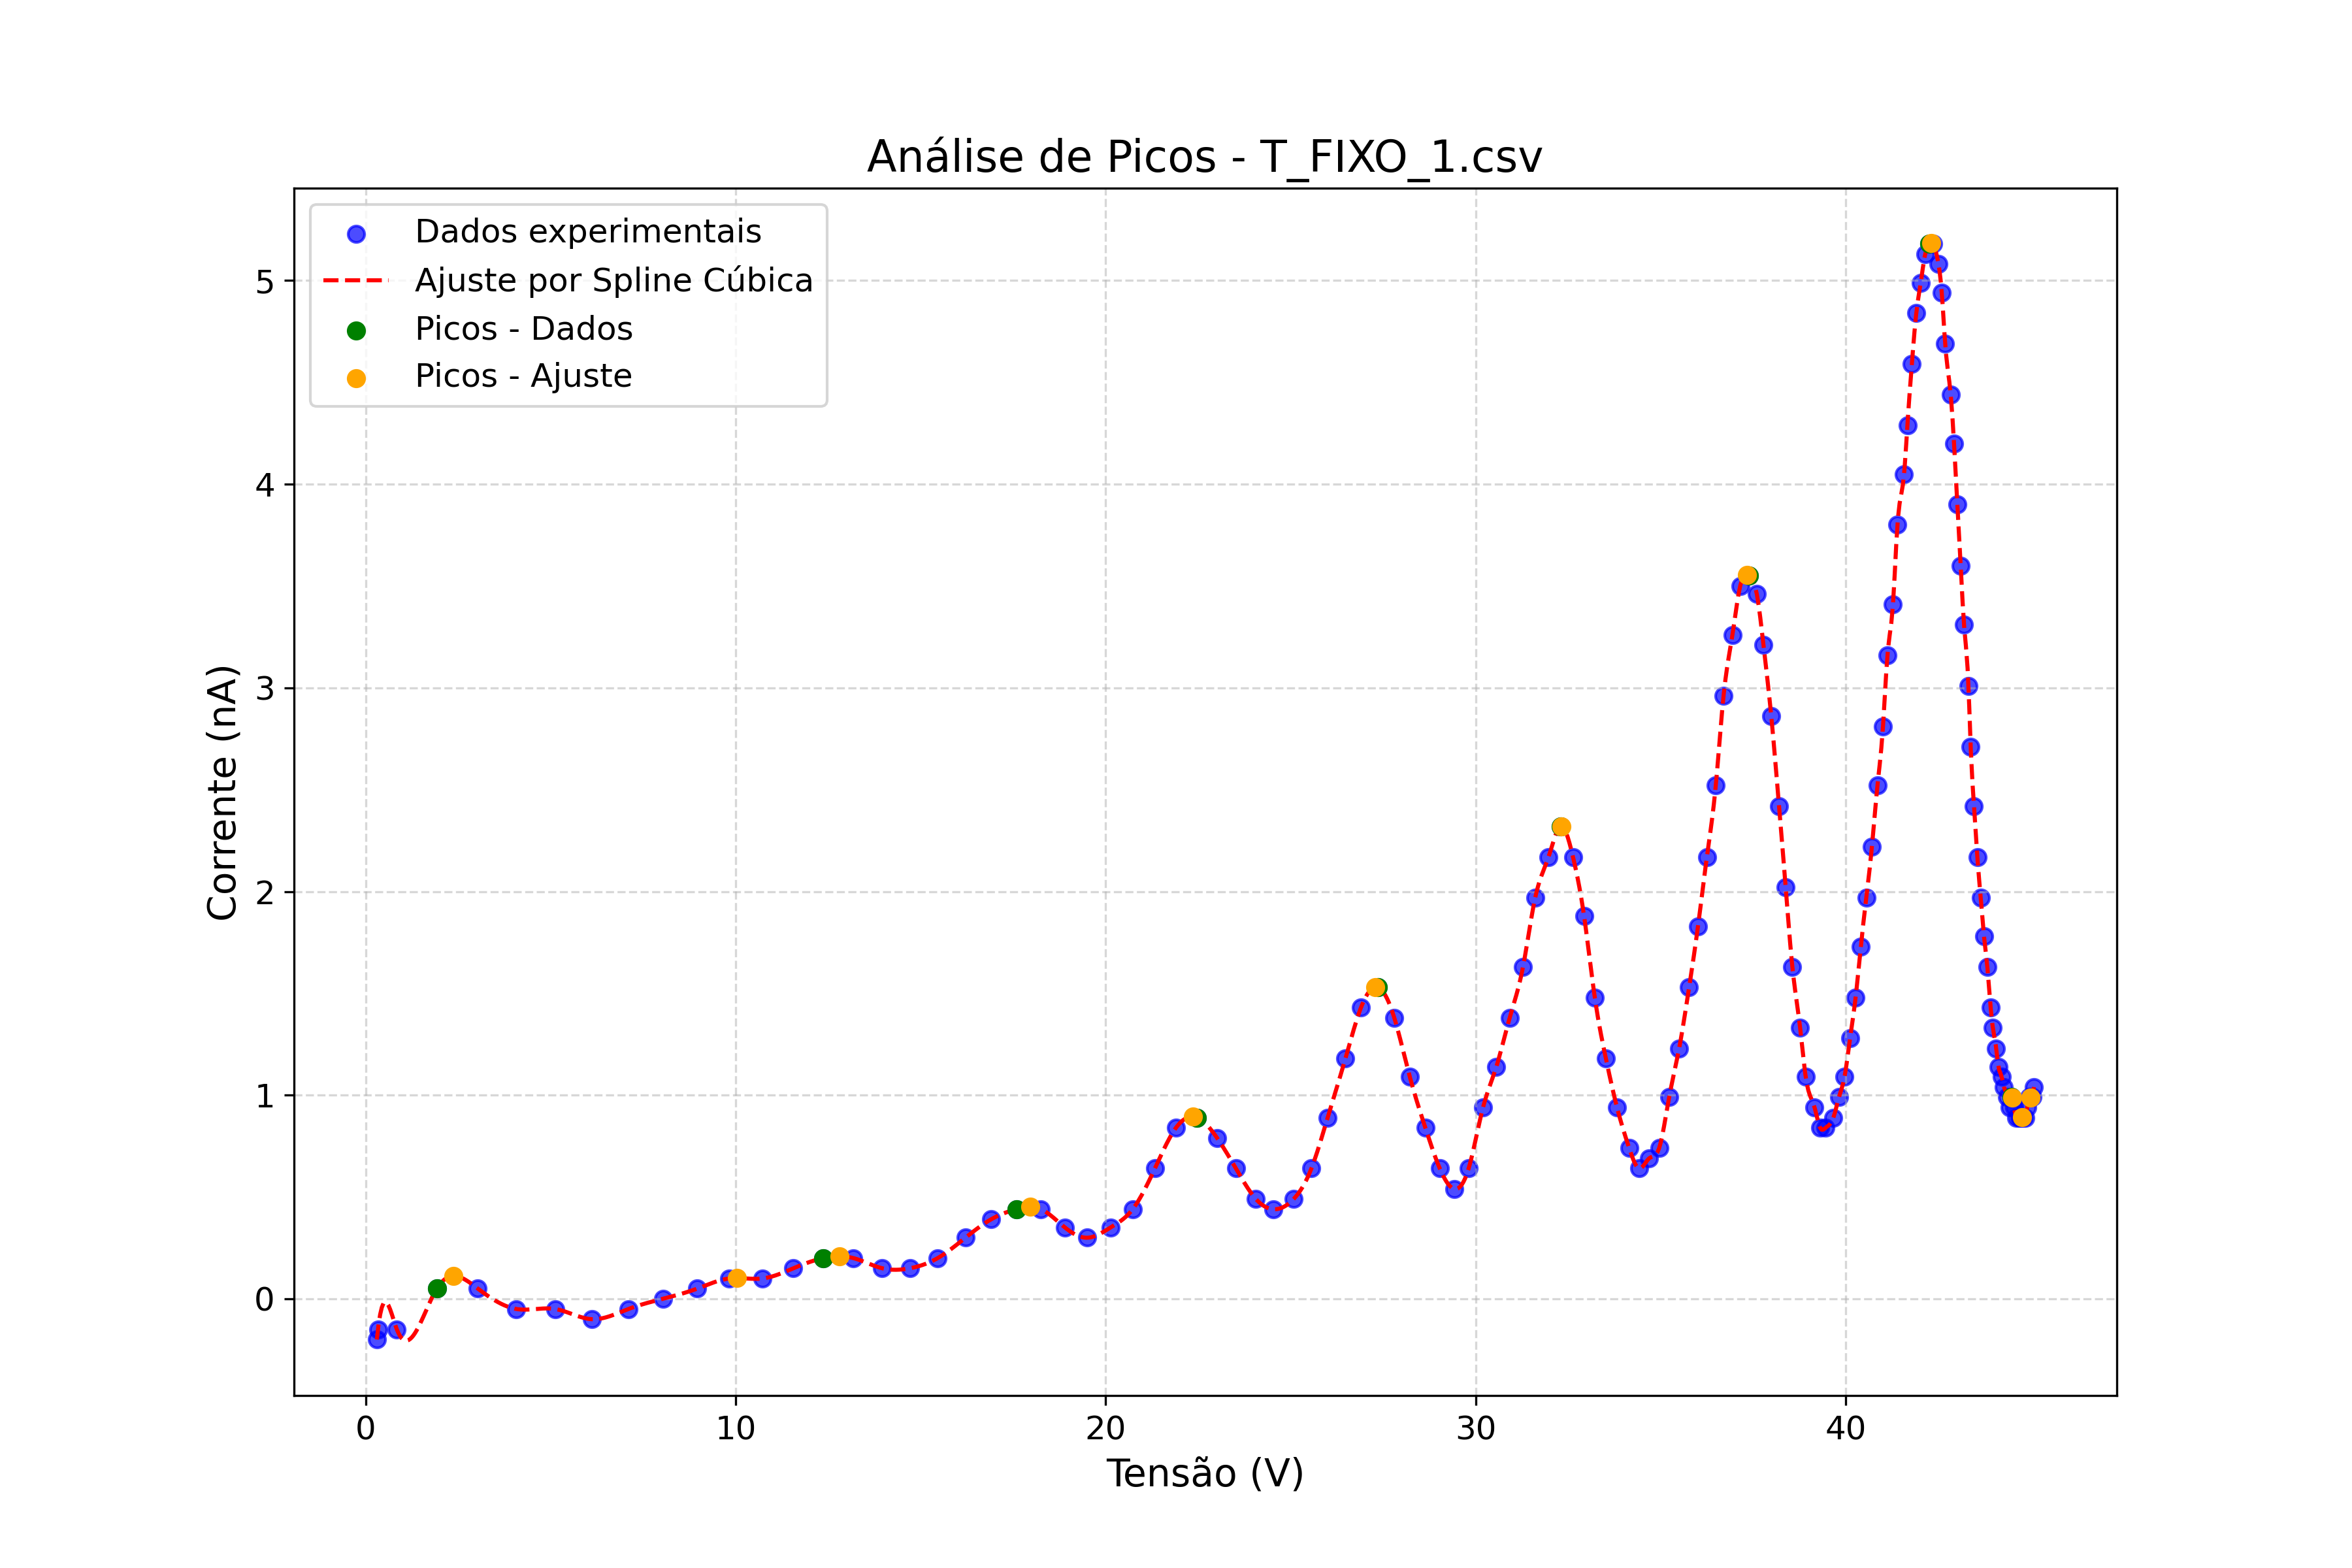 Análise de Picos - T_FIXO_1.csv
Dados experimentais
Ajuste por Spline Cúbica
Picos - Dados
Picos - Ajuste
Corrente (nA)
5
4
3
2
1
0
0 10 20 30 40
Tensão (V)